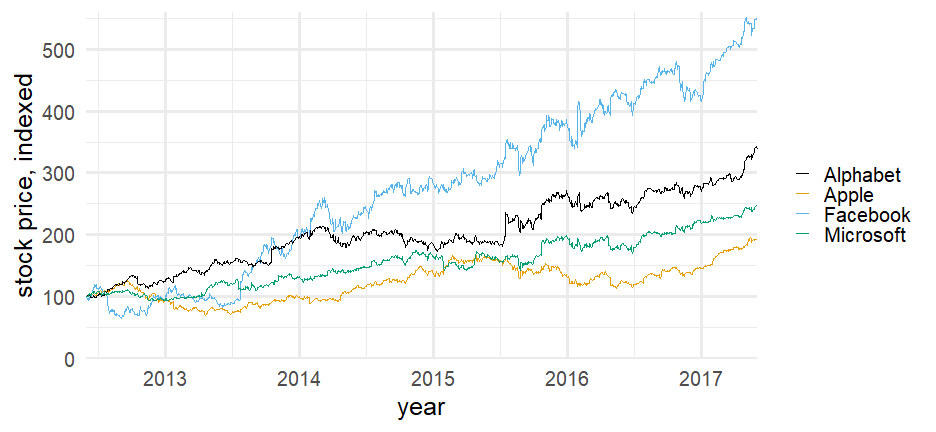 stock price, indexed
500
400
300
200
100
0
2013 2014 2015 2016 2017
year
Alphabet
Apple
Facebook
Microsoft